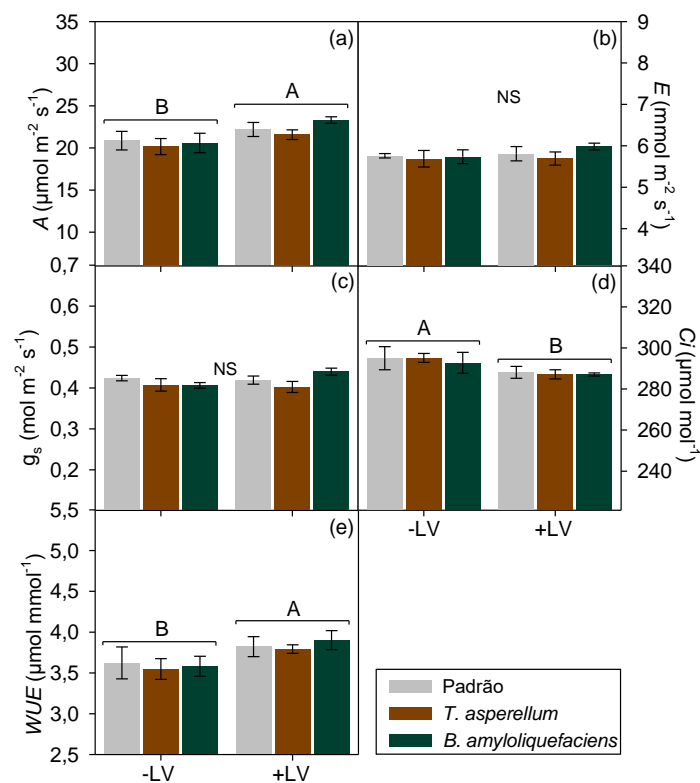 (a)
35
30
25
20
15
10
0,7
A (µmol m⁻² s⁻¹)
B
A
(b)
9
8
7
6
5
4
340
E (mmol m⁻² s⁻¹)
NS
(c)
0,6
0,5
0,4
0,3
0,2
5,5
gₛ (mol m⁻² s⁻¹)
NS
(d)
320
300
280
260
240
Ci (µmol mol⁻¹)
A
B
-LV +LV
(e)
5,0
4,5
4,0
3,5
3,0
2,5
WUE (µmol mmol⁻¹)
B
A
-LV +LV
Padrão
T. asperellum
B. amyloliquefaciens